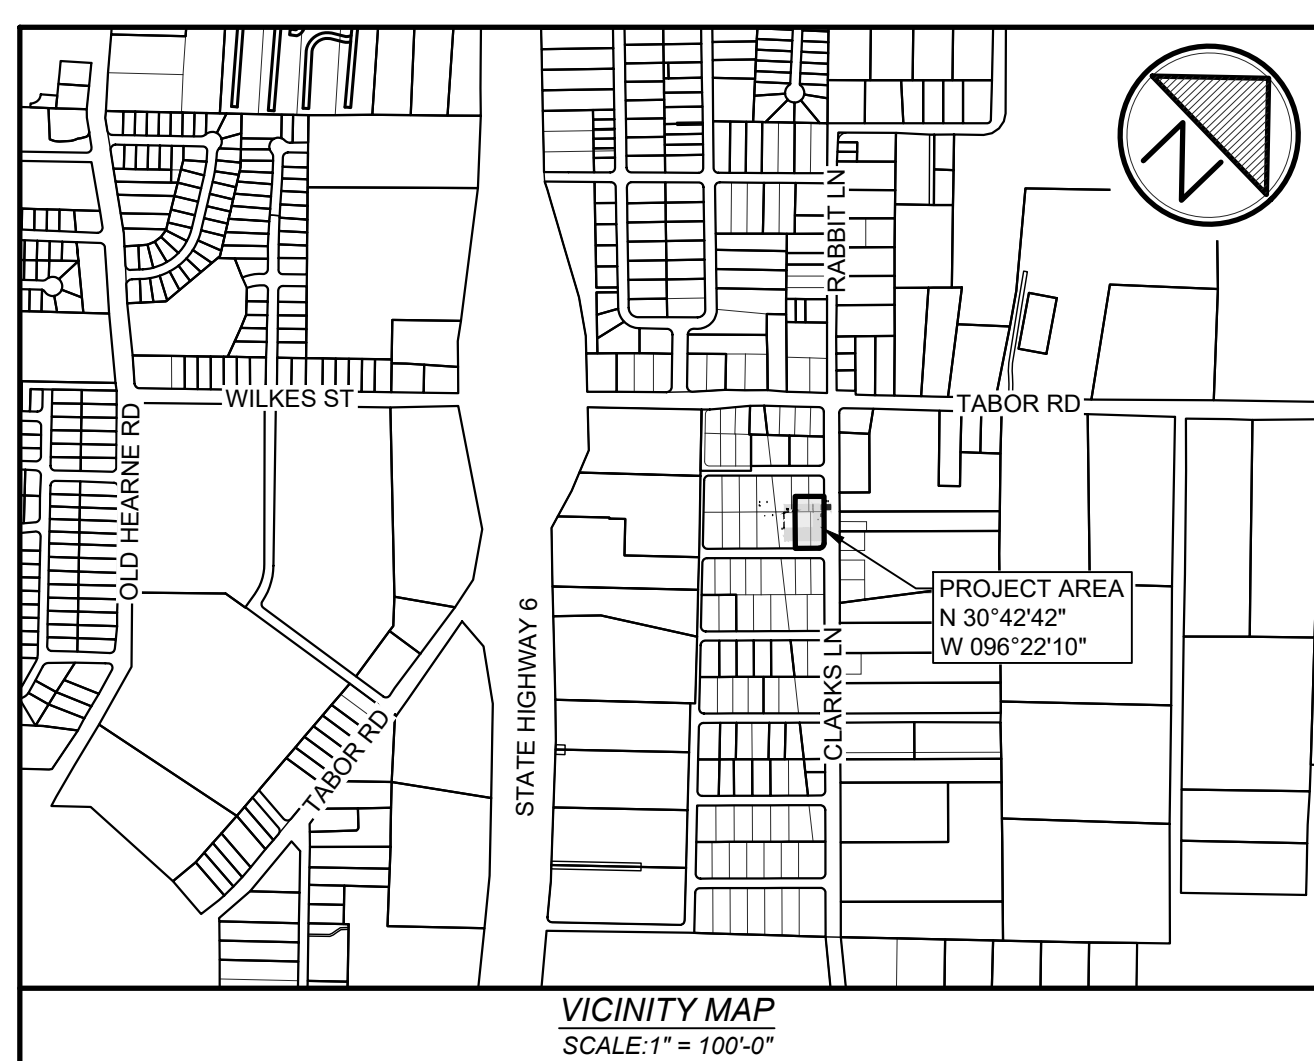 N
RABBIT LN
WILKES ST
TABOR RD
OLD HEARNE RD
PROJECT AREA
N 30°42'42"
W 096°22'10"
STATE HIGHWAY 6
CLARKS LN
TABOR RD
VICINITY MAP
SCALE:1" = 100'-0"